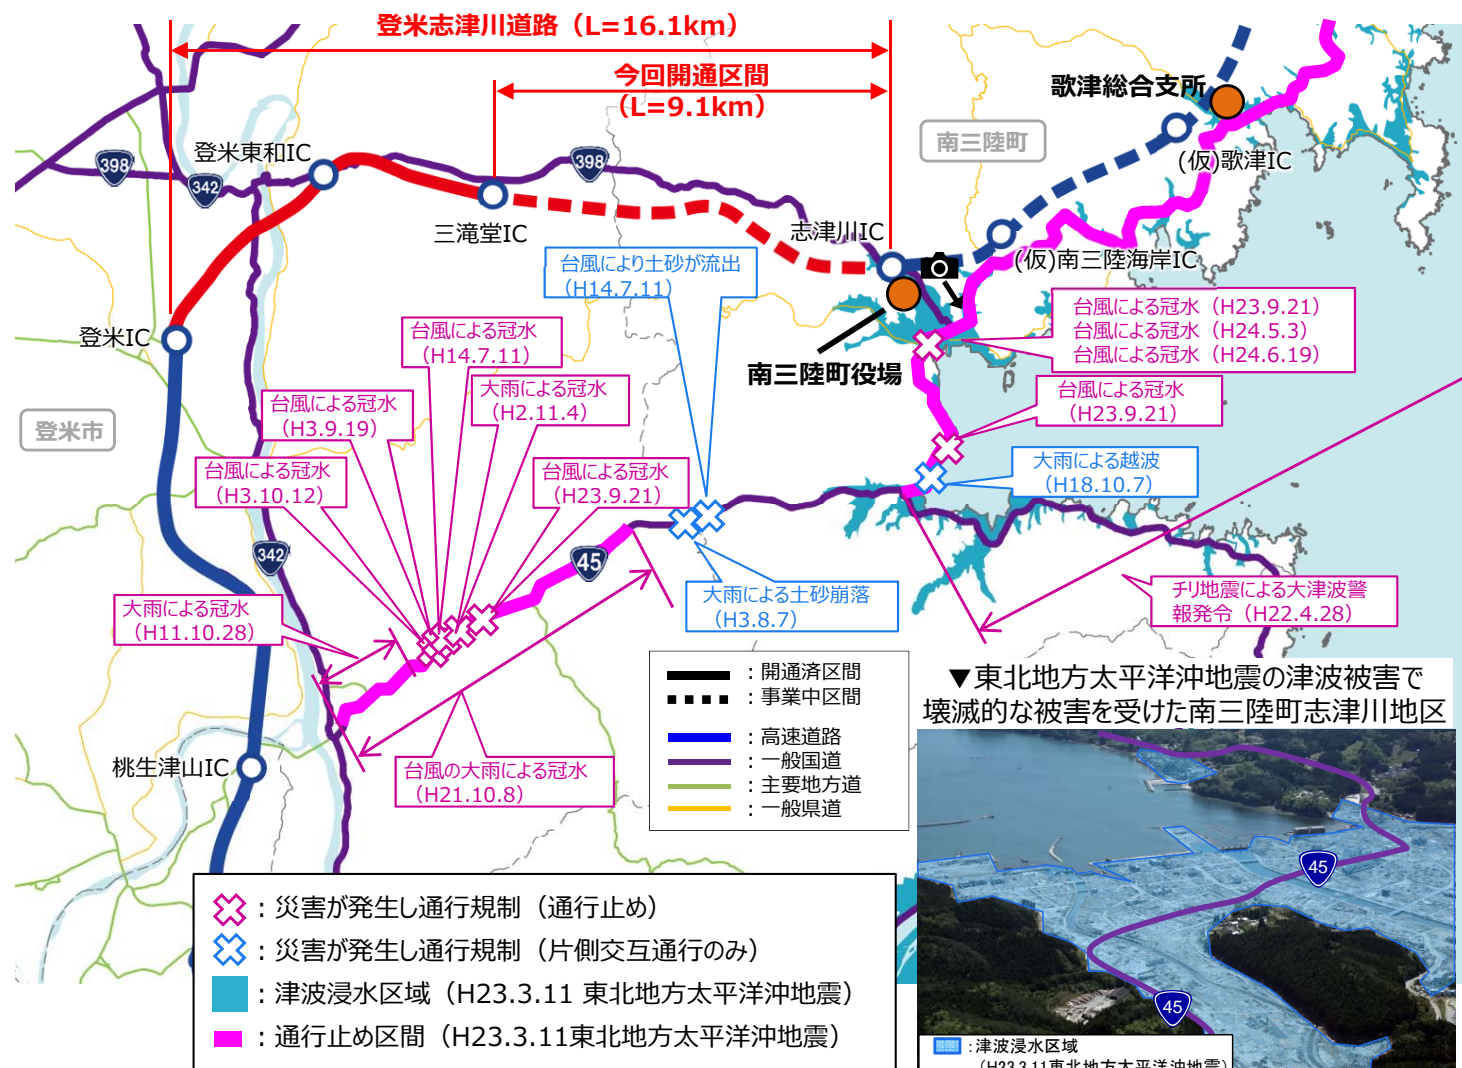 登米志津川道路（L=16.1km）
今回開通区間
（L=9.1km）
歌津総合支所
南三陸町
398
342
登米東和IC
398
三滝堂IC
志津川IC
(仮)歌津IC
(仮)南三陸海岸IC
台風により土砂が流出
（H14.7.11）
台風による冠水（H23.9.21）
台風による冠水（H24.5.3）
台風による冠水（H24.6.19）
登米IC
台風による冠水
（H14.7.11）
南三陸町役場
大雨による冠水
（H2.11.4）
台風による冠水
（H3.9.19）
台風による冠水
（H23.9.21）
登米市
台風による冠水
（H3.10.12）
台風による冠水
（H23.9.21）
大雨による越波
（H18.10.7）
342
45
大雨による冠水
（H11.10.28）
大雨による土砂崩落
（H3.8.7）
チリ地震による大津波警
報発令（H22.4.28）
：開通済区間
：事業中区間
：高速道路
：一般国道
：主要地方道
：一般県道
▼東北地方太平洋沖地震の津波被害で
壊滅的な被害を受けた南三陸町志津川地区
桃生津山IC
台風の大雨による冠水
（H21.10.8）
：災害が発生し通行規制（通行止め）
：災害が発生し通行規制（片側交互通行のみ）
：津波浸水区域（H23.3.11 東北地方太平洋沖地震）
：通行止め区間（H23.3.11東北地方太平洋沖地震）
45
45
：津波浸水区域
（H23.3.11東北地方太平洋沖地震）